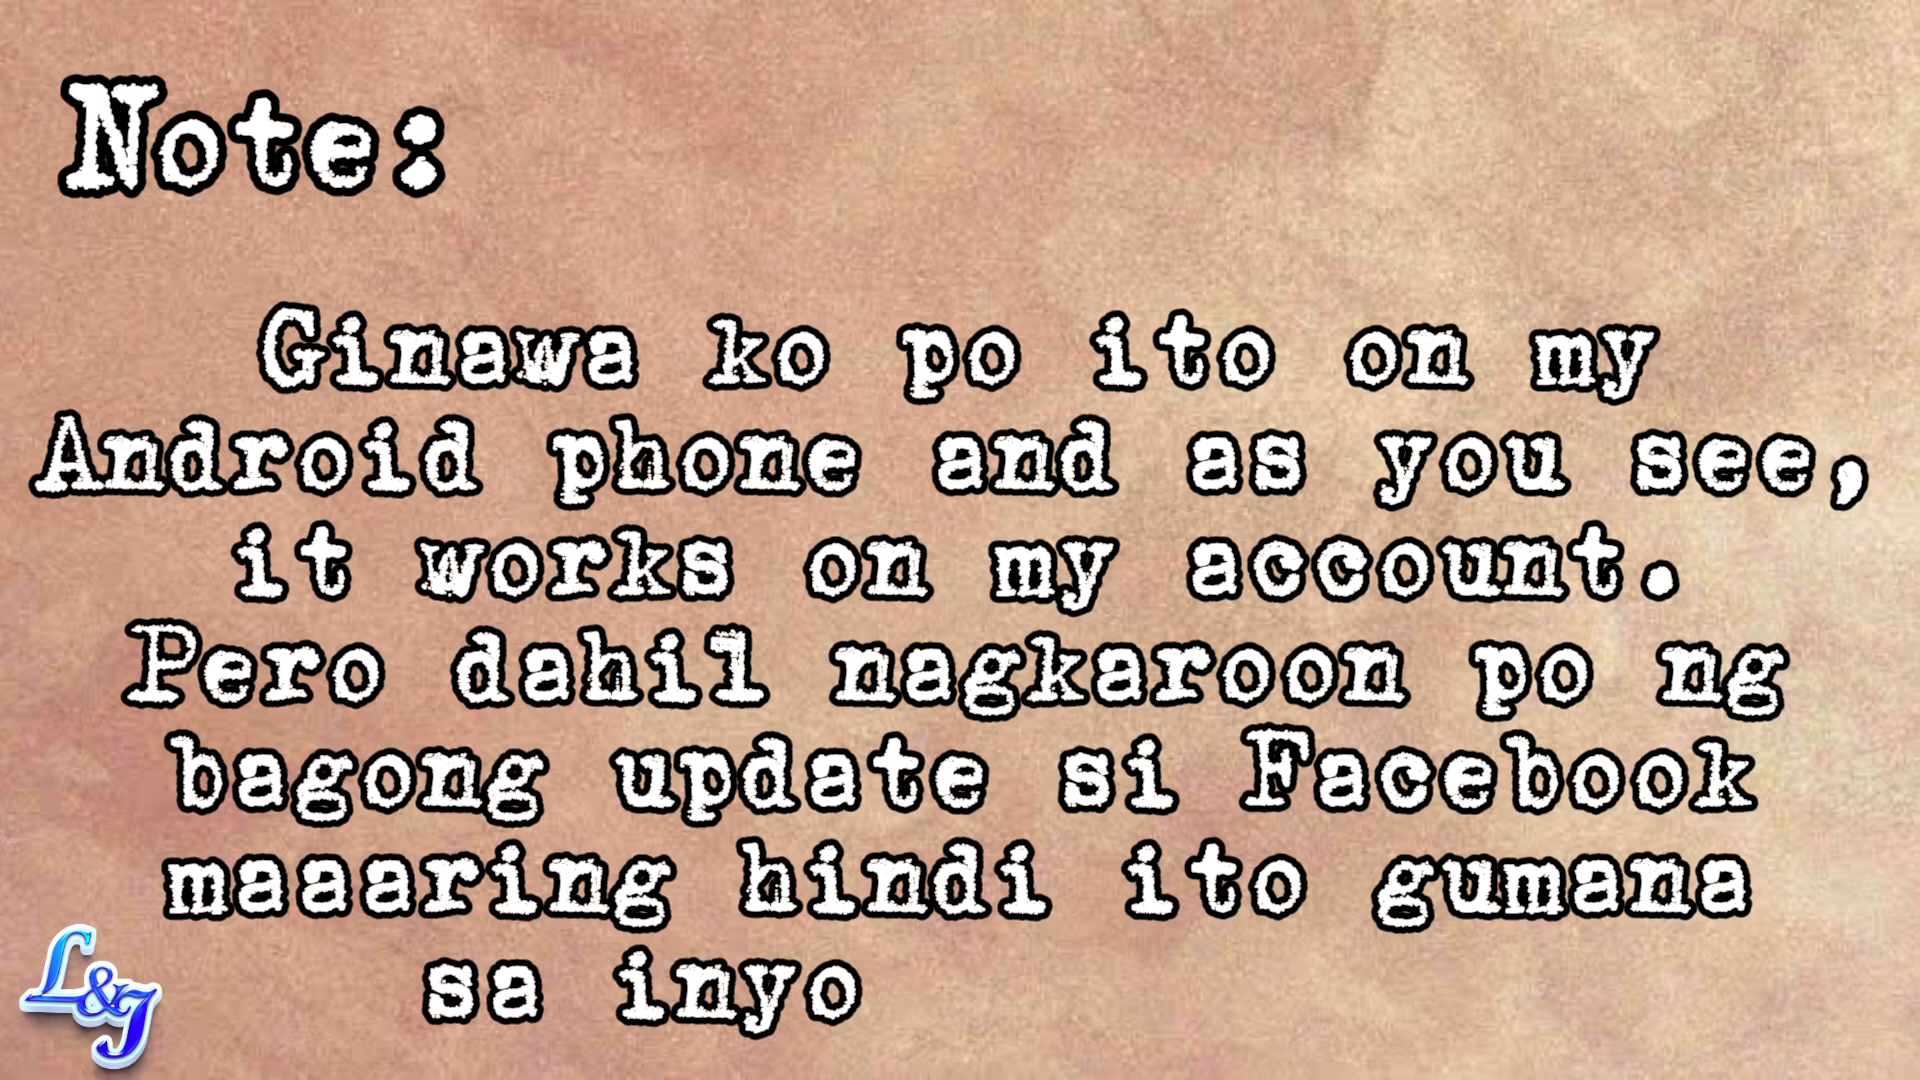 Note:
Ginawa ko po ito on my
Android phone and as you see,
it works on my account.
Pero dahil nagkaroon po ng
bagong update si Facebook
maaaring hindi ito gumana
sa inyo
L&J